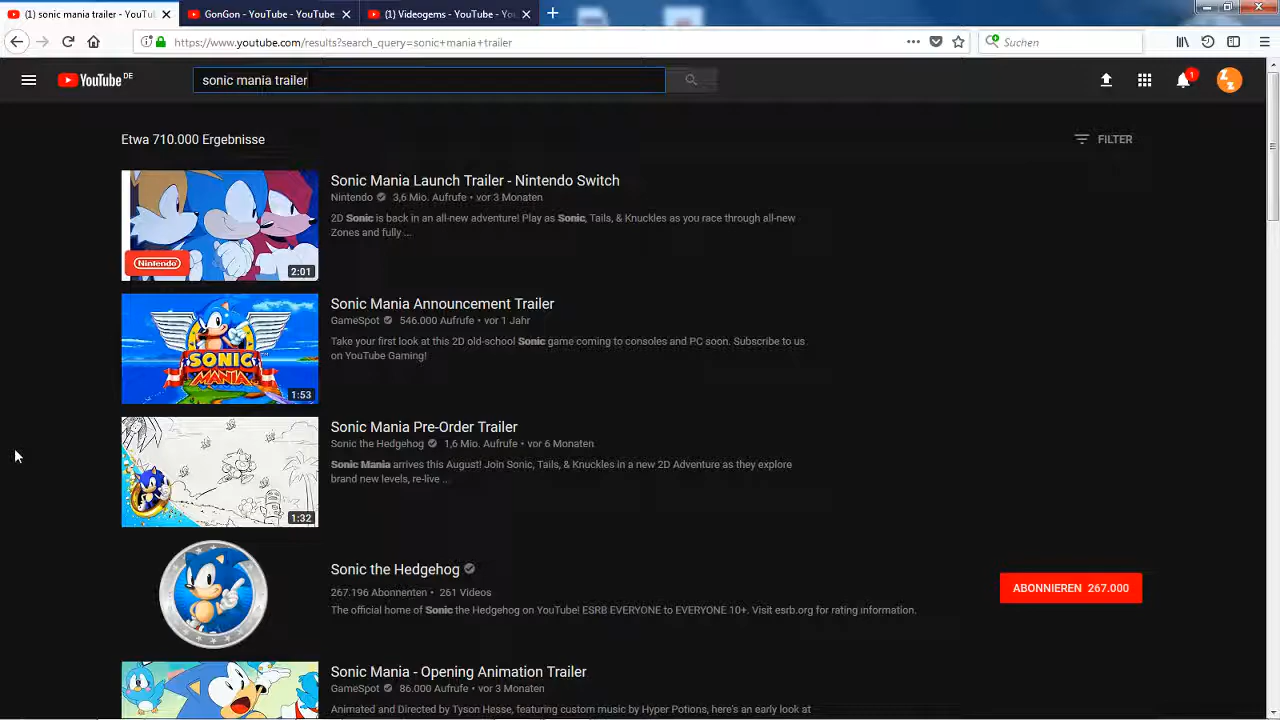 (1) sonic mania trailer - YouTu
GonGon - YouTube - YouTube
(1) Videogems - YouTube - YouT
https://www.youtube.com/results?search_query=sonic+mania+trailer
Suchen
YouTube DE
sonic mania trailer
1
Etwa 710.000 Ergebnisse
FILTER
Sonic Mania Launch Trailer - Nintendo Switch
Nintendo 3,6 Mio. Aufrufe • vor 3 Monaten
2D Sonic is back in an all-new adventure! Play as Sonic, Tails, & Knuckles as you race through all-new
Zones and fully ...
Nintendo
2:01
Sonic Mania Announcement Trailer
GameSpot 546.000 Aufrufe • vor 1 Jahr
Take your first look at this 2D old-school Sonic game coming to consoles and PC soon. Subscribe to us
on YouTube Gaming!
SONIC
MANIA
1:53
Sonic Mania Pre-Order Trailer
Sonic the Hedgehog 1,6 Mio. Aufrufe • vor 6 Monaten
Sonic Mania arrives this August! Join Sonic, Tails, & Knuckles in a new 2D Adventure as they explore
brand new levels, re-live ...
1:32
Sonic the Hedgehog
267.196 Abonnenten • 261 Videos
The official home of Sonic the Hedgehog on YouTube! ESRB EVERYONE to EVERYONE 10+. Visit esrb.org for rating information.
ABONNIEREN 267.000
Sonic Mania - Opening Animation Trailer
GameSpot 86.000 Aufrufe • vor 3 Monaten
Animated and Directed by Tyson Hesse, featuring custom music by Hyper Potions, here's an early look at